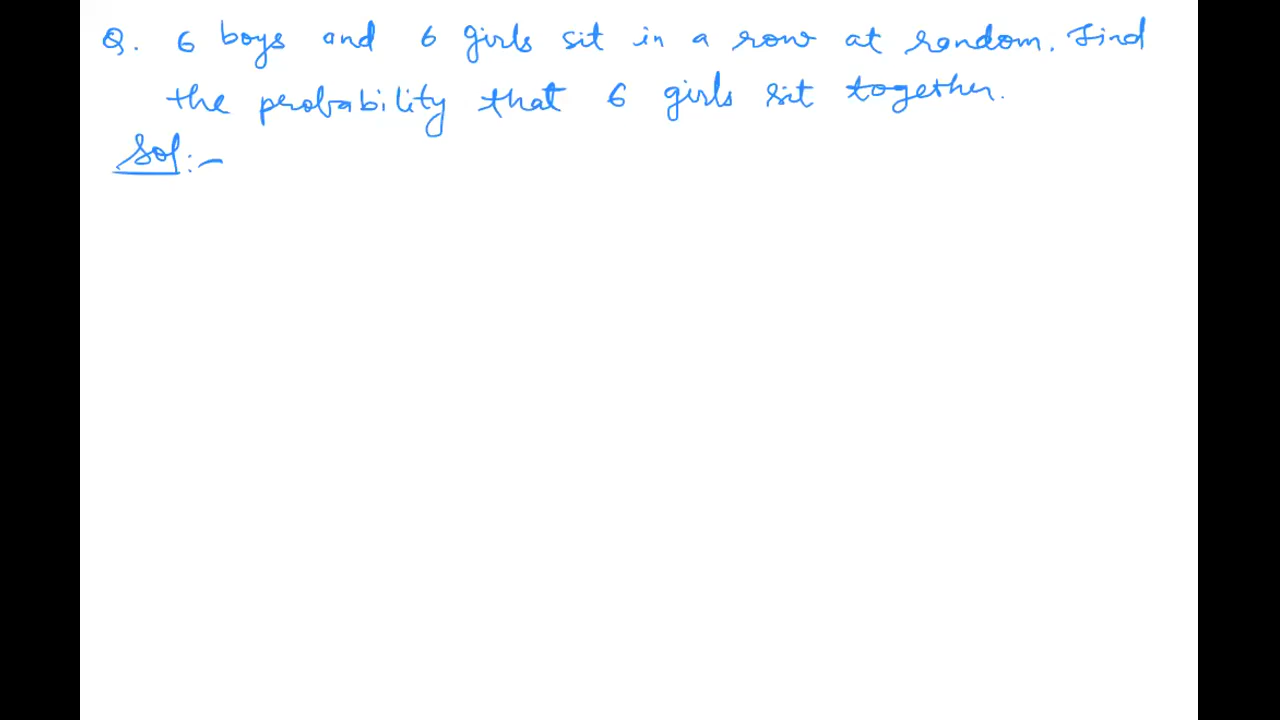 Q. 6 boys and 6 girls sit in a row at random. Find
the probability that 6 girls sit together.
Sol:-